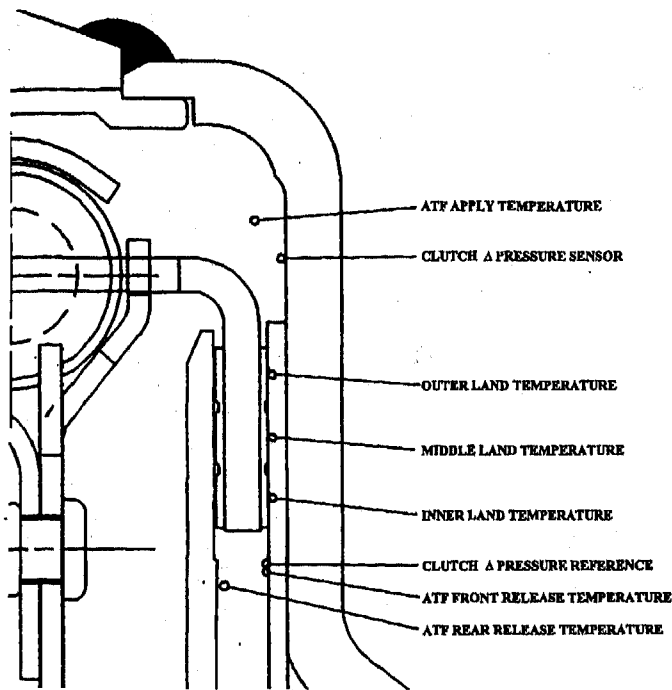 ATF APPLY TEMPERATURE
CLUTCH Δ PRESSURE SENSOR
OUTER LAND TEMPERATURE
MIDDLE LAND TEMPERATURE
INNER LAND TEMPERATURE
CLUTCH Δ PRESSURE REFERENCE
ATF FRONT RELEASE TEMPERATURE
ATF REAR RELEASE TEMPERATURE